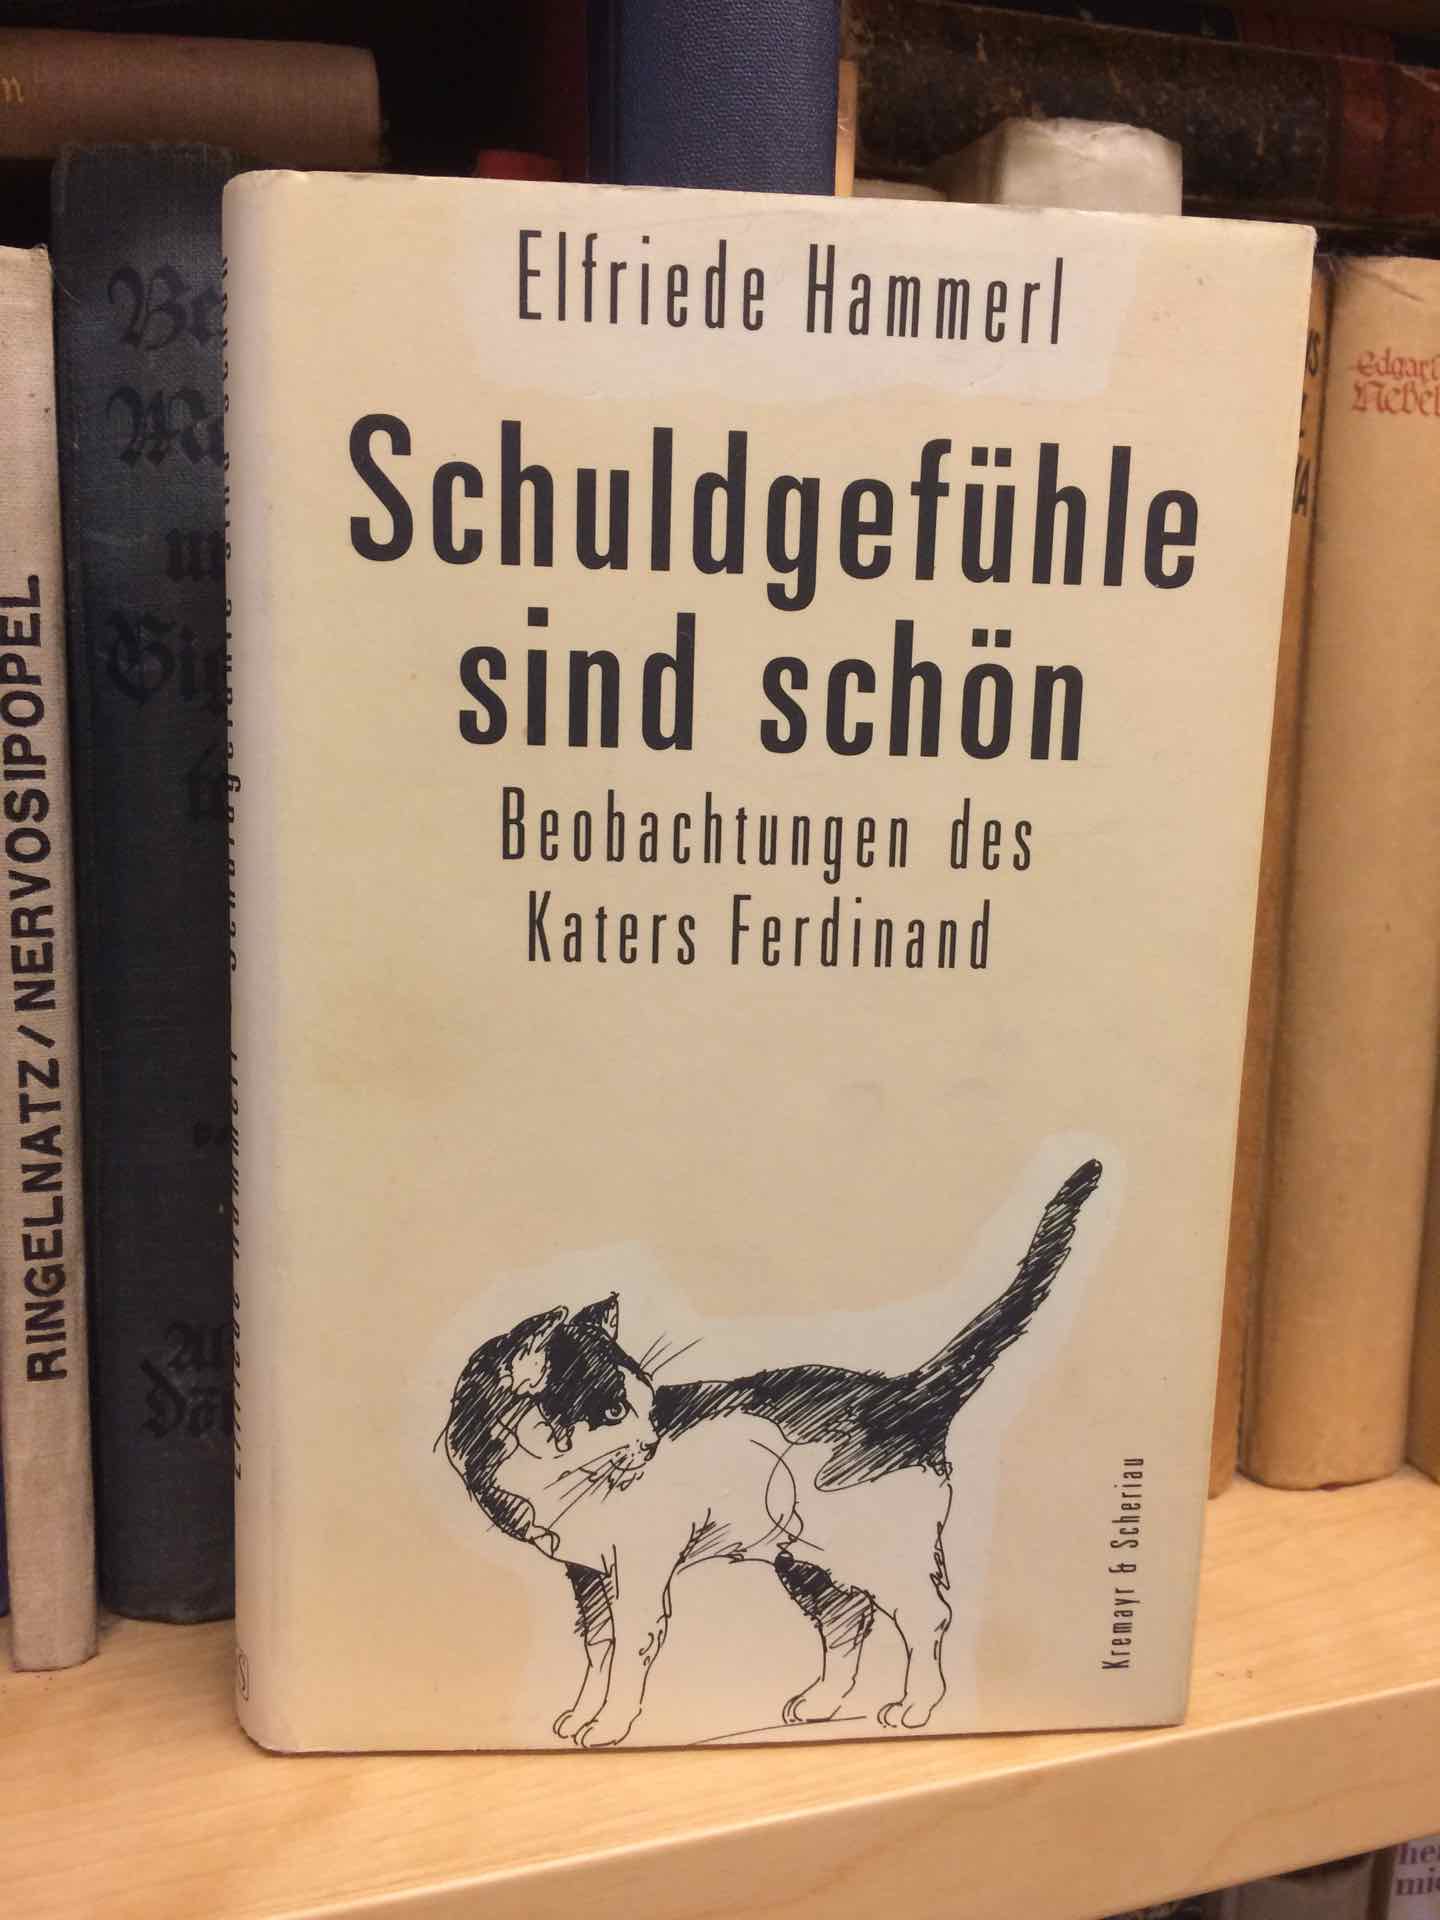 Elfriede Hammerl
Schuldgefühle
sind schön
Beobachtungen des
Katers Ferdinand
Kremayr & Scheriau
RINGELNATZ / NERVOSIPOPEL